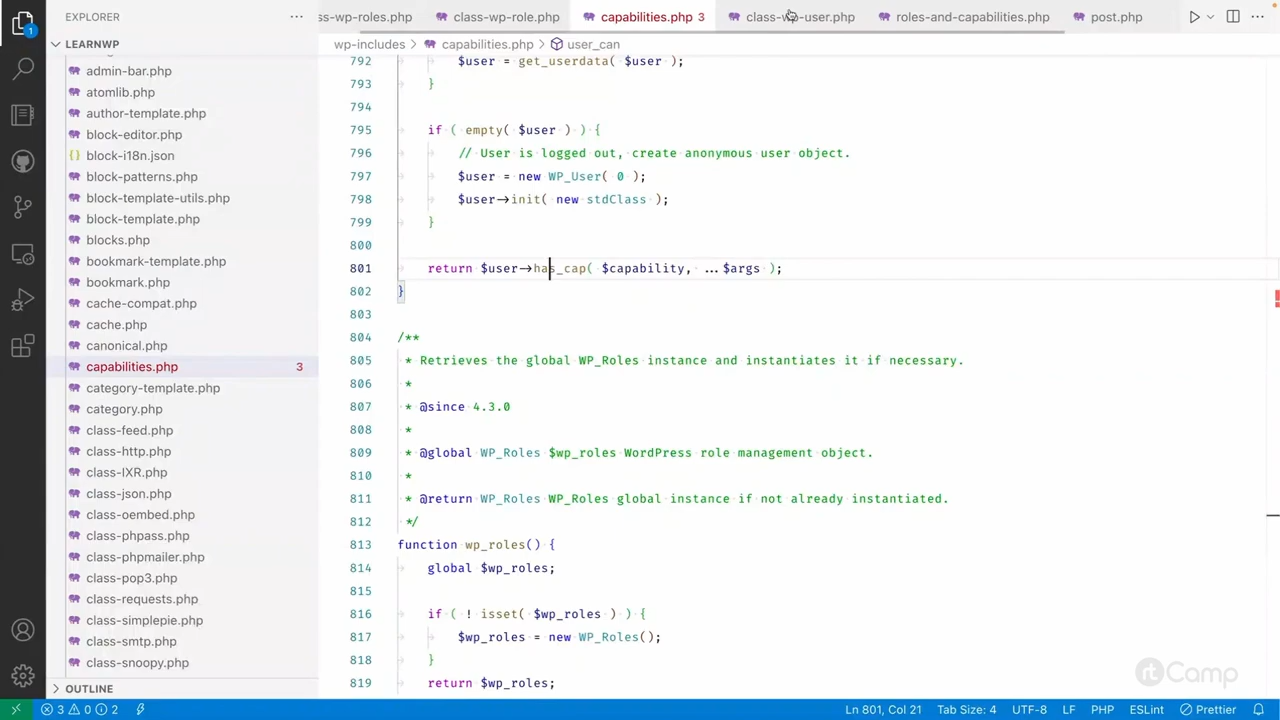 EXPLORER
ss-wp-roles.php
class-wp-role.php
capabilities.php 3
class-wp-user.php
roles-and-capabilities.php
post.php
LEARNWP
wp-includes > capabilities.php > user_can
admin-bar.php
atomlib.php
author-template.php
block-editor.php
block-i18n.json
block-patterns.php
block-template-utils.php
block-template.php
blocks.php
bookmark-template.php
bookmark.php
cache-compat.php
cache.php
canonical.php
capabilities.php 3
category-template.php
category.php
class-feed.php
class-http.php
class-IXR.php
class-json.php
class-oembed.php
class-phpass.php
class-phpmailer.php
class-pop3.php
class-requests.php
class-simplepie.php
class-smtp.php
class-snoopy.php
OUTLINE
792 $user = get_userdata( $user );
793 }
794
795 if ( empty( $user ) ) {
796 // User is logged out, create anonymous user object.
797 $user = new WP_User( 0 );
798 $user->init( new stdClass );
799 }
800
801 return $user->has_cap( $capability, ...$args );
802 }
803
804 /**
805 * Retrieves the global WP_Roles instance and instantiates it if necessary.
806 *
807 * @since 4.3.0
808 *
809 * @global WP_Roles $wp_roles WordPress role management object.
810 *
811 * @return WP_Roles WP_Roles global instance if not already instantiated.
812 */
813 function wp_roles() {
814 global $wp_roles;
815
816 if ( ! isset( $wp_roles ) ) {
817 $wp_roles = new WP_Roles();
818 }
819 return $wp_roles;
rtCamp
1
3 0 2
Ln 801, Col 21
Tab Size: 4
UTF-8
LF
PHP
ESLint
Prettier